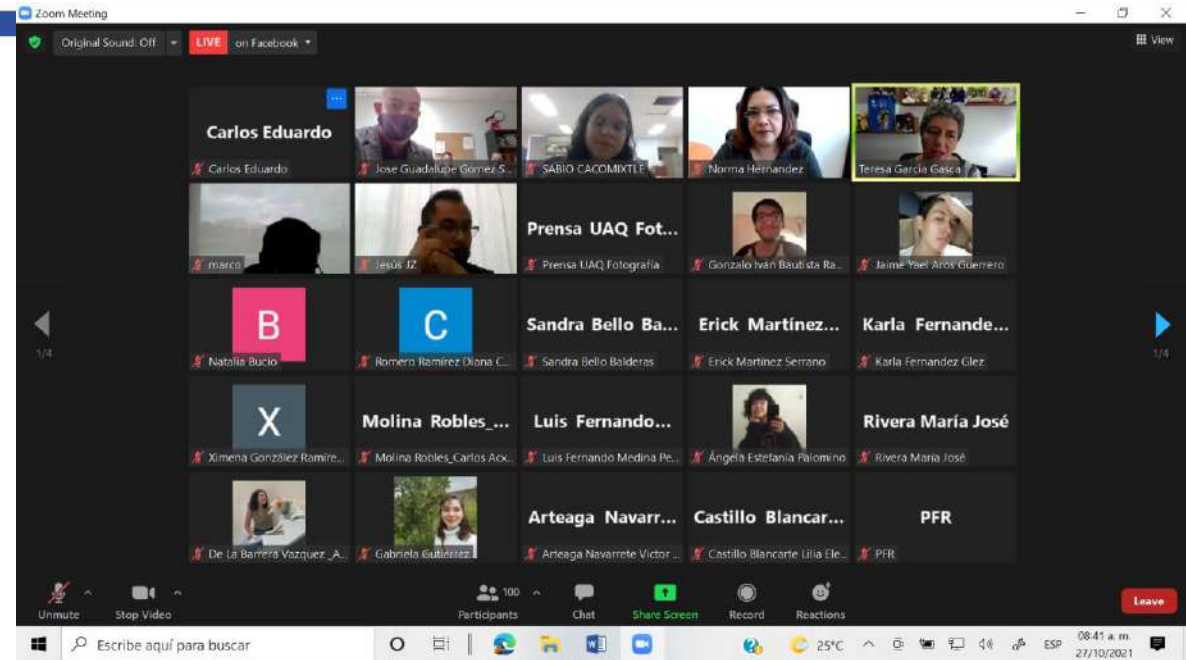 Zoom Meeting
Original Sound: Off
LIVE on Facebook
View
Carlos Eduardo
Carlos Eduardo
Jose Guadalupe Gomez S...
SABIO CACOMIXTLE
Norma Hernandez
Teresa García Gasca
marco
Jesús JZ
Prensa UAQ Fot...
Prensa UAQ Fotografía
Gonzalo Iván Bautista Ra...
Jaime Yael Aros Guerrero
B
Natalia Bucio
C
Romero Ramírez Diana C...
Sandra Bello Ba...
Sandra Bello Balderas
Erick Martínez...
Erick Martínez Serrano
Karla Fernande...
Karla Fernandez Glez
1/4
1/4
X
Ximena González Ramíre...
Molina Robles_...
Molina Robles_Carlos Acx...
Luis Fernando...
Luis Fernando Medina Pe...
Ángela Estefanía Palomino
Rivera María José
Rivera María José
De La Barrera Vazquez _A...
Gabriela Gutierrez
Arteaga Navarr...
Arteaga Navarrete Victor ...
Castillo Blancar...
Castillo Blancarte Lilia Ele...
PFR
PFR
Unmute
Stop Video
100
Participants
Chat
Share Screen
Record
Reactions
Leave
Escribe aquí para buscar
25°C
ESP
08:41 a. m.
27/10/2021